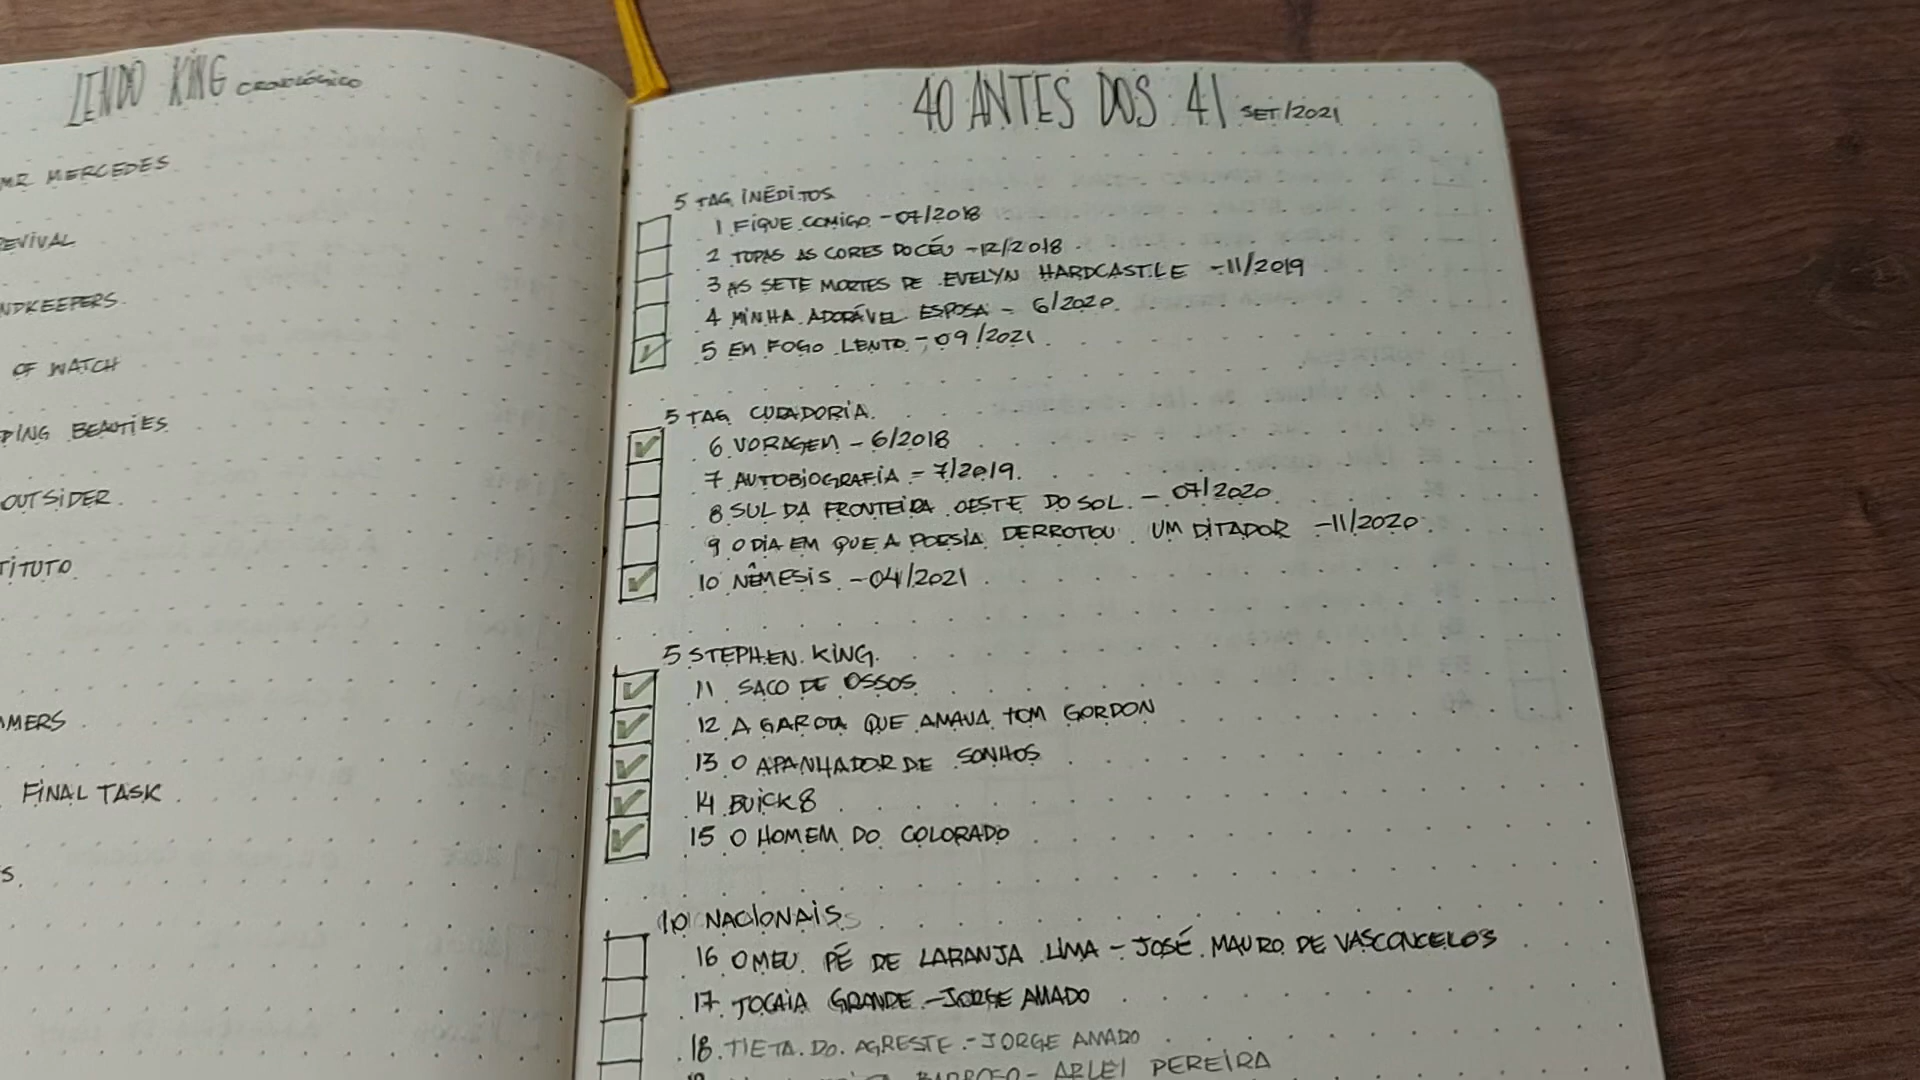 LENDO KING CRONOLÓGICO
MR MERCEDES
REVIVAL
NDKEEPERS
OF WATCH
PING BEAUTIES
OUTSIDER
TITUTO
MERS
FINAL TASK
S
40 ANTES DOS 41 SET/2021
5 TAG INÉDITOS
1 FIQUE COMIGO - 07/2018
2 TODAS AS CORES DO CÉU - 12/2018
3 AS SETE MORTES DE EVELYN HARDCASTLE - 11/2019
4 MINHA ADORÁVEL ESPOSA - 6/2020
5 EM FOGO LENTO - 09/2021
5 TAG CURADORIA
6 VORAGEM - 6/2018
7 AUTOBIOGRAFIA - 7/2019
8 SUL DA FRONTEIRA OESTE DO SOL - 07/2020
9 O DIA EM QUE A POESIA DERROTOU UM DITADOR - 11/2020
10 NÊMESIS - 04/2021
5 STEPHEN KING
11 SACO DE OSSOS
12 A GAROTA QUE AMAVA TOM GORDON
13 O APANHADOR DE SONHOS
14 BUICK 8
15 O HOMEM DO COLORADO
10 NACIONAIS
16 O MEU PÉ DE LARANJA LIMA - JOSÉ MAURO DE VASCONCELOS
17 TOCAIA GRANDE - JORGE AMADO
18 TIETA DO AGRESTE - JORGE AMADO
BARROSO - ARLEI PEREIRA